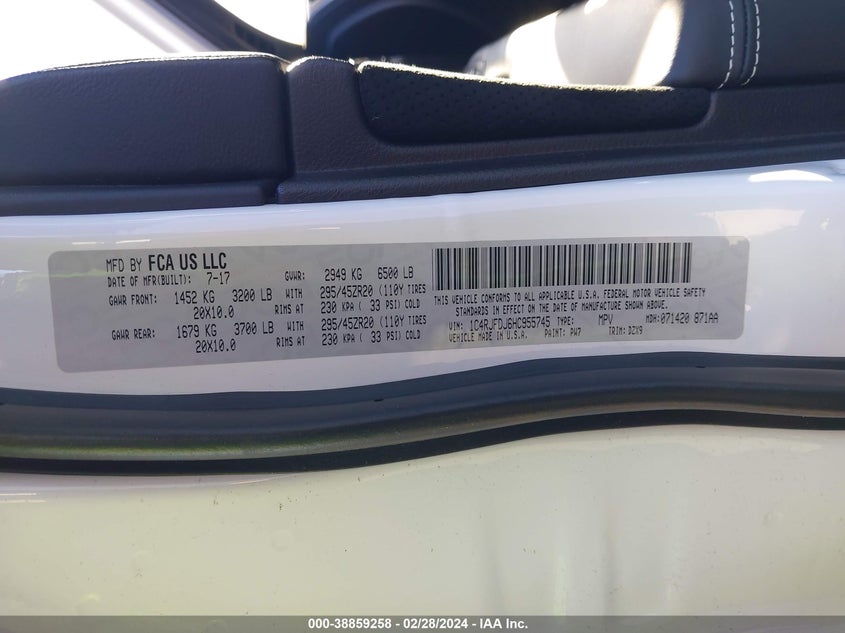 MFD BY FCA US LLC
DATE OF MFR(BUILT): 7-17 GVWR: 2949 KG 6500 LB
GAWR FRONT: 1452 KG 3200 LB WITH 295/45ZR20 (110Y TIRES
20X10.0 RIMS AT 230 KPA ( 33 PSI) COLD
GAWR REAR: 1679 KG 3700 LB WITH 295/45ZR20 (110Y TIRES
20X10.0 RIMS AT 230 KPA ( 33 PSI) COLD
THIS VEHICLE CONFORMS TO ALL APPLICABLE U.S.A. FEDERAL MOTOR VEHICLE SAFETY
STANDARDS IN EFFECT ON THE DATE OF MANUFACTURE SHOWN ABOVE.
VIN: 1C4RJFDJ6HC955745 TYPE: MPV MDH: 071420 871AA
VEHICLE MADE IN U.S.A. PAINT: PW7 TRIM: DZX9
000-38859258 - 02/28/2024 - IAA Inc.